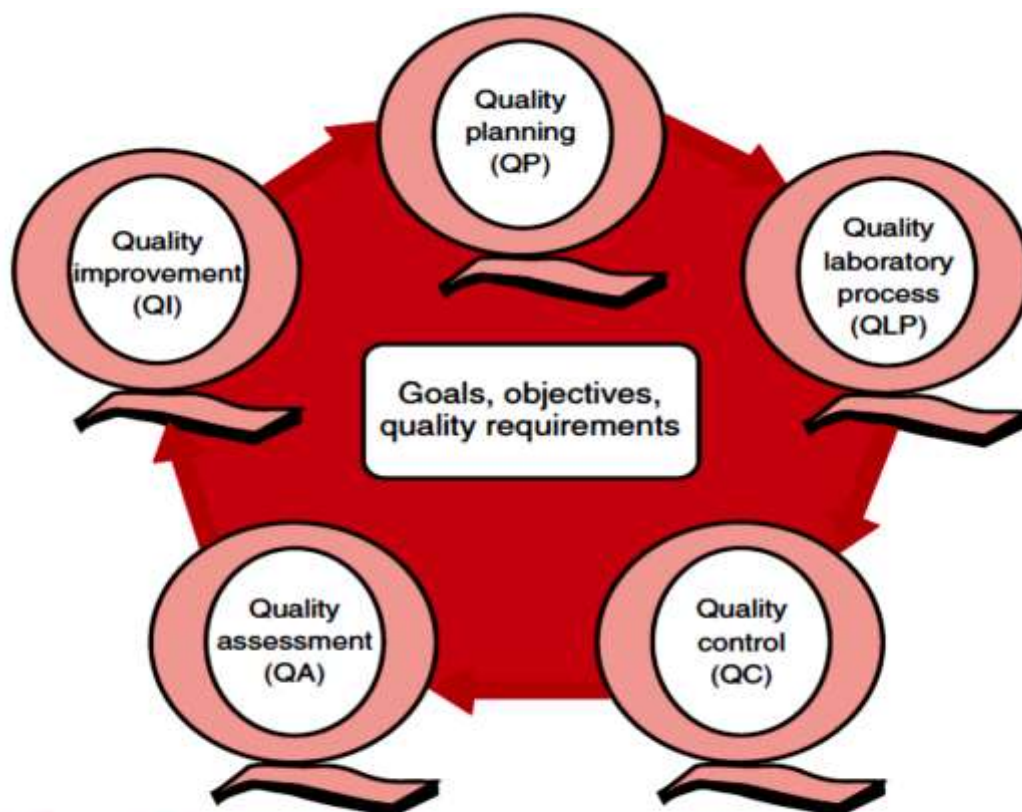 Quality
planning
(QP)
Quality
laboratory
process
(QLP)
Quality
control
(QC)
Quality
assessment
(QA)
Quality
improvement
(QI)
Goals, objectives,
quality requirements